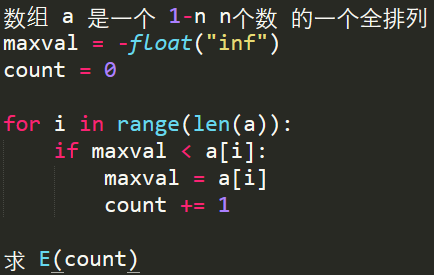 数组 a 是一个 1-n n个数 的一个全排列
maxval = -float("inf")
count = 0
for i in range(len(a)):
    if maxval < a[i]:
        maxval = a[i]
        count += 1
求 E(count)